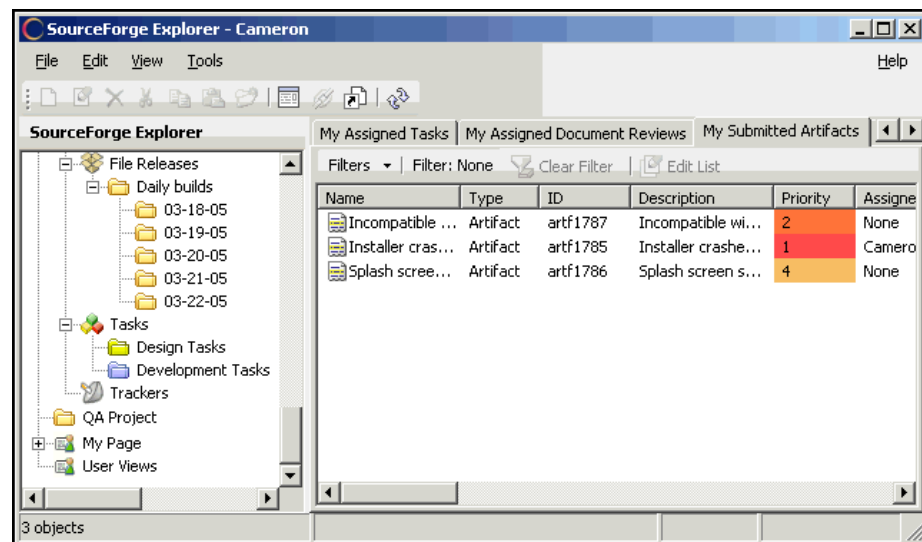 SourceForge Explorer - Cameron
File Edit View Tools Help
SourceForge Explorer
File Releases
Daily builds
03-18-05
03-19-05
03-20-05
03-21-05
03-22-05
Tasks
Design Tasks
Development Tasks
Trackers
QA Project
My Page
User Views
My Assigned Tasks My Assigned Document Reviews My Submitted Artifacts
Filters Filter: None Clear Filter Edit List
Name Type ID Description Priority Assigne
Incompatible ... Artifact artf1787 Incompatible wi... 2 None
Installer cras... Artifact artf1785 Installer crashe... 1 Camero
Splash scree... Artifact artf1786 Splash screen s... 4 None
3 objects